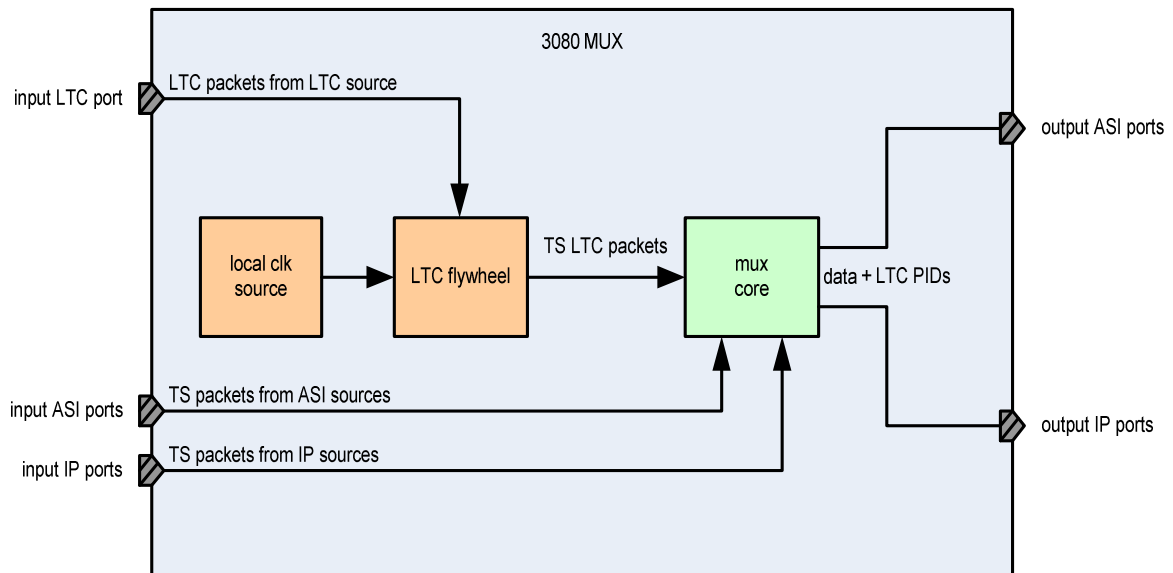 3080 MUX
LTC packets from LTC source
input LTC port
output ASI ports
TS LTC packets
local clk
source
LTC flywheel
mux
core
data + LTC PIDs
TS packets from ASI sources
input ASI ports
output IP ports
TS packets from IP sources
input IP ports